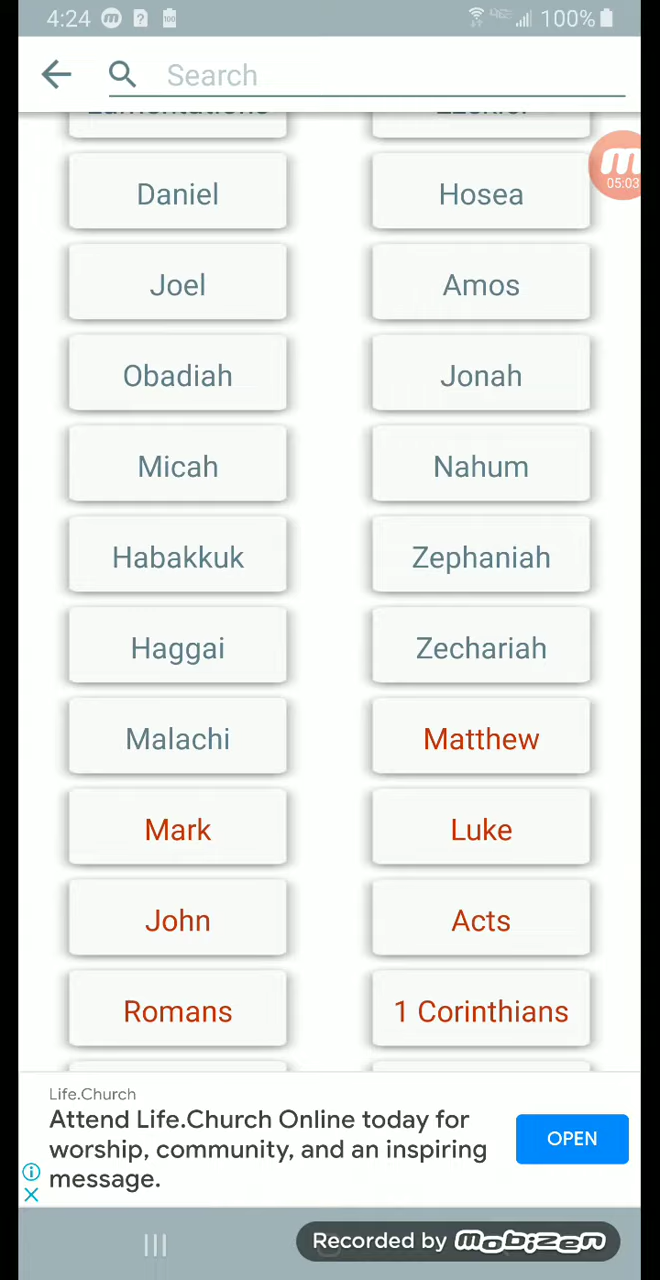 4:24 100%
Search
05:03
Daniel Hosea
Joel Amos
Obadiah Jonah
Micah Nahum
Habakkuk Zephaniah
Haggai Zechariah
Malachi Matthew
Mark Luke
John Acts
Romans 1 Corinthians
Life.Church
Attend Life.Church Online today for
worship, community, and an inspiring
message.
OPEN
Recorded by mobizen